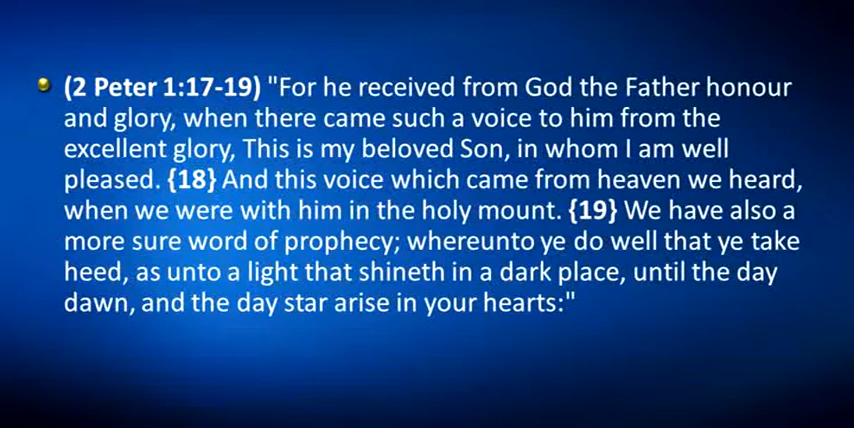 (2 Peter 1:17-19) "For he received from God the Father honour
and glory, when there came such a voice to him from the
excellent glory, This is my beloved Son, in whom I am well
pleased. {18} And this voice which came from heaven we heard,
when we were with him in the holy mount. {19} We have also a
more sure word of prophecy; whereunto ye do well that ye take
heed, as unto a light that shineth in a dark place, until the day
dawn, and the day star arise in your hearts:"